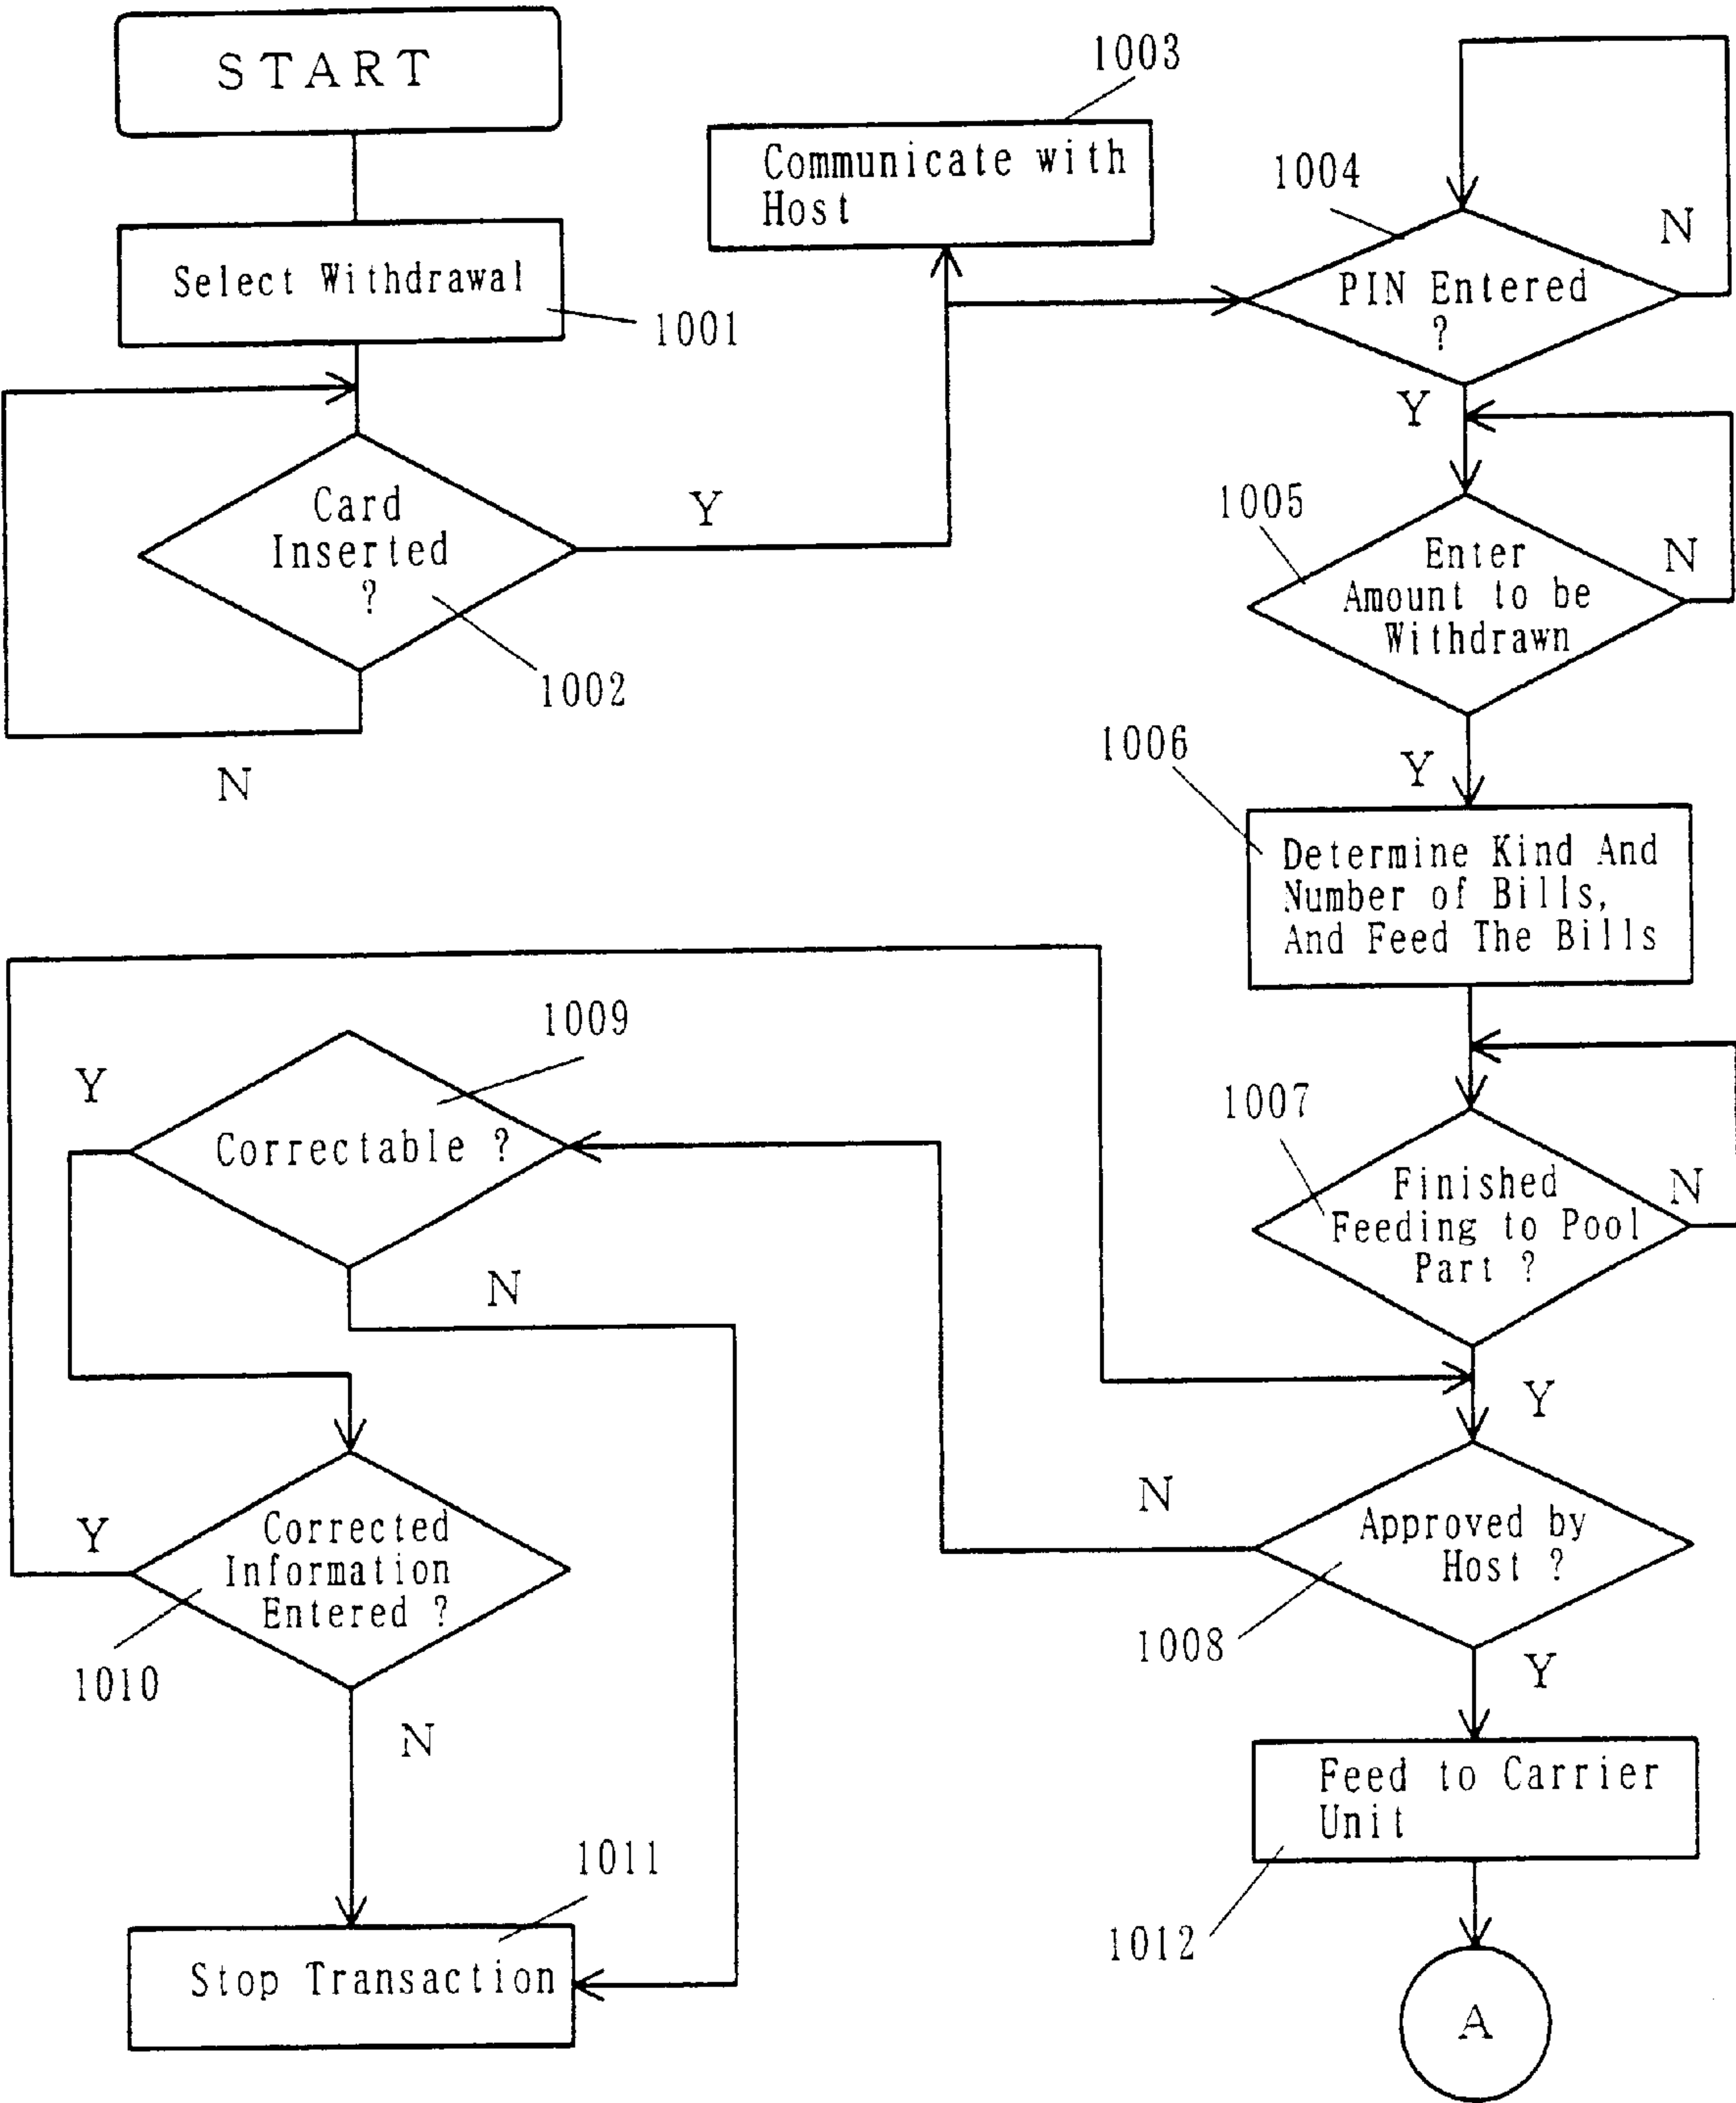 START
Select Withdrawal
1001
Card
Inserted
?
1002
Y
N
1003
Communicate with
Host
1004
PIN Entered
?
N
Y
1005
Enter
Amount to be
Withdrawn
N
Y
1006
Determine Kind And
Number of Bills,
And Feed The Bills
1007
Finished
Feeding to Pool
Part ?
N
Y
Approved by
Host ?
1008
N
Y
1009
Correctable ?
Y
N
Corrected
Information
Entered ?
1010
Y
N
1011
Stop Transaction
Feed to Carrier
Unit
1012
A